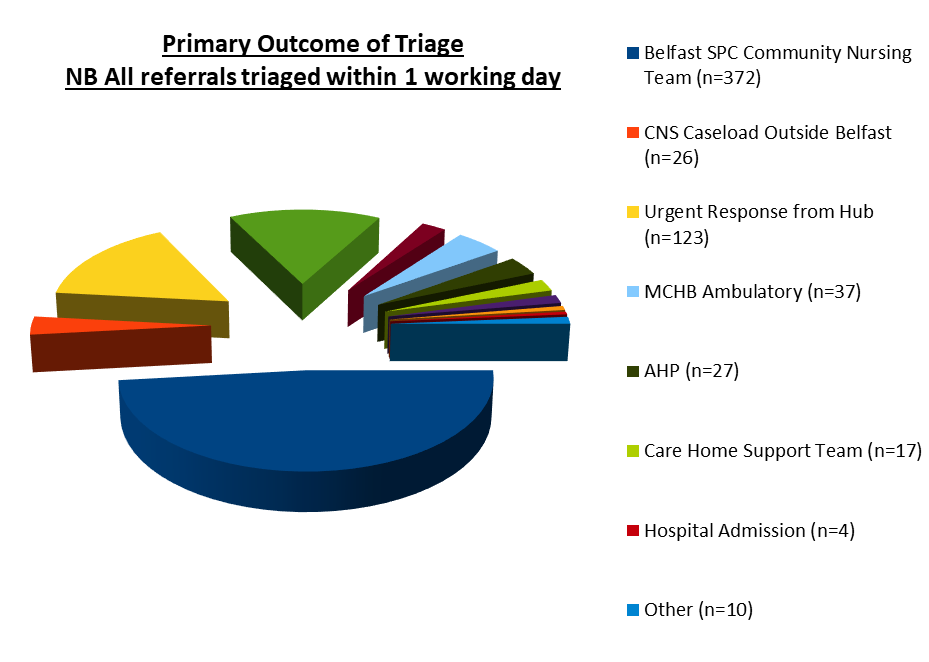 Primary Outcome of Triage
NB All referrals triaged within 1 working day
Belfast SPC Community Nursing
Team (n=372)
CNS Caseload Outside Belfast
(n=26)
Urgent Response from Hub
(n=123)
MCHB Ambulatory (n=37)
AHP (n=27)
Care Home Support Team (n=17)
Hospital Admission (n=4)
Other (n=10)